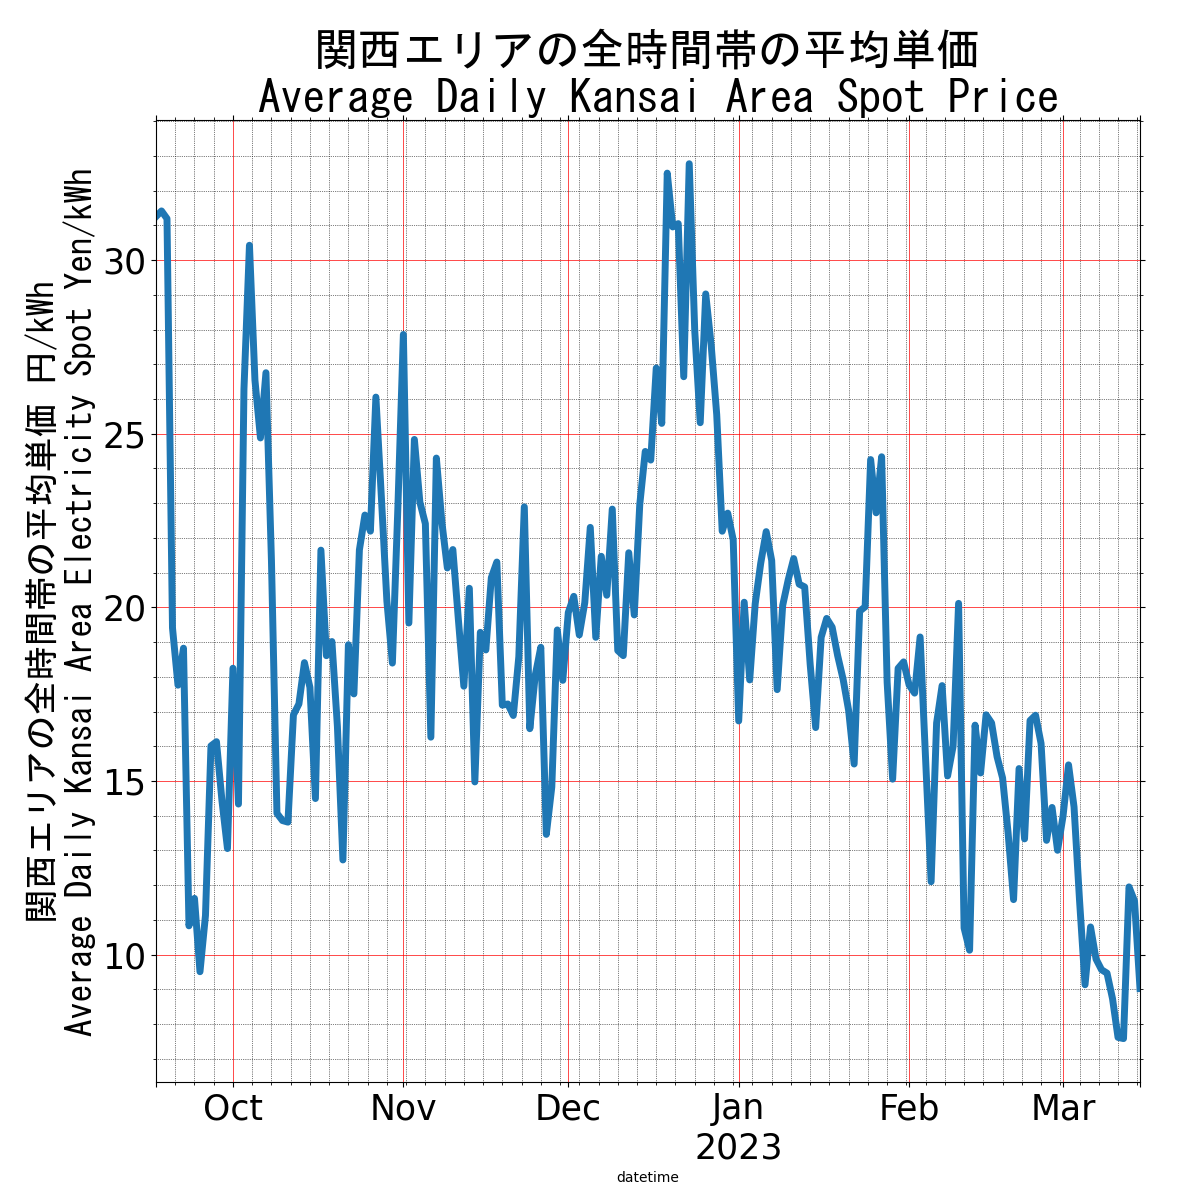 関西エリアの全時間帯の平均単価
Average Daily Kansai Area Spot Price
関西エリアの全時間帯の平均単価 円/kWh
Average Daily Kansai Area Electricity Spot Yen/kWh
30
25
20
15
10
Oct
Nov
Dec
Jan
2023
Feb
Mar
datetime